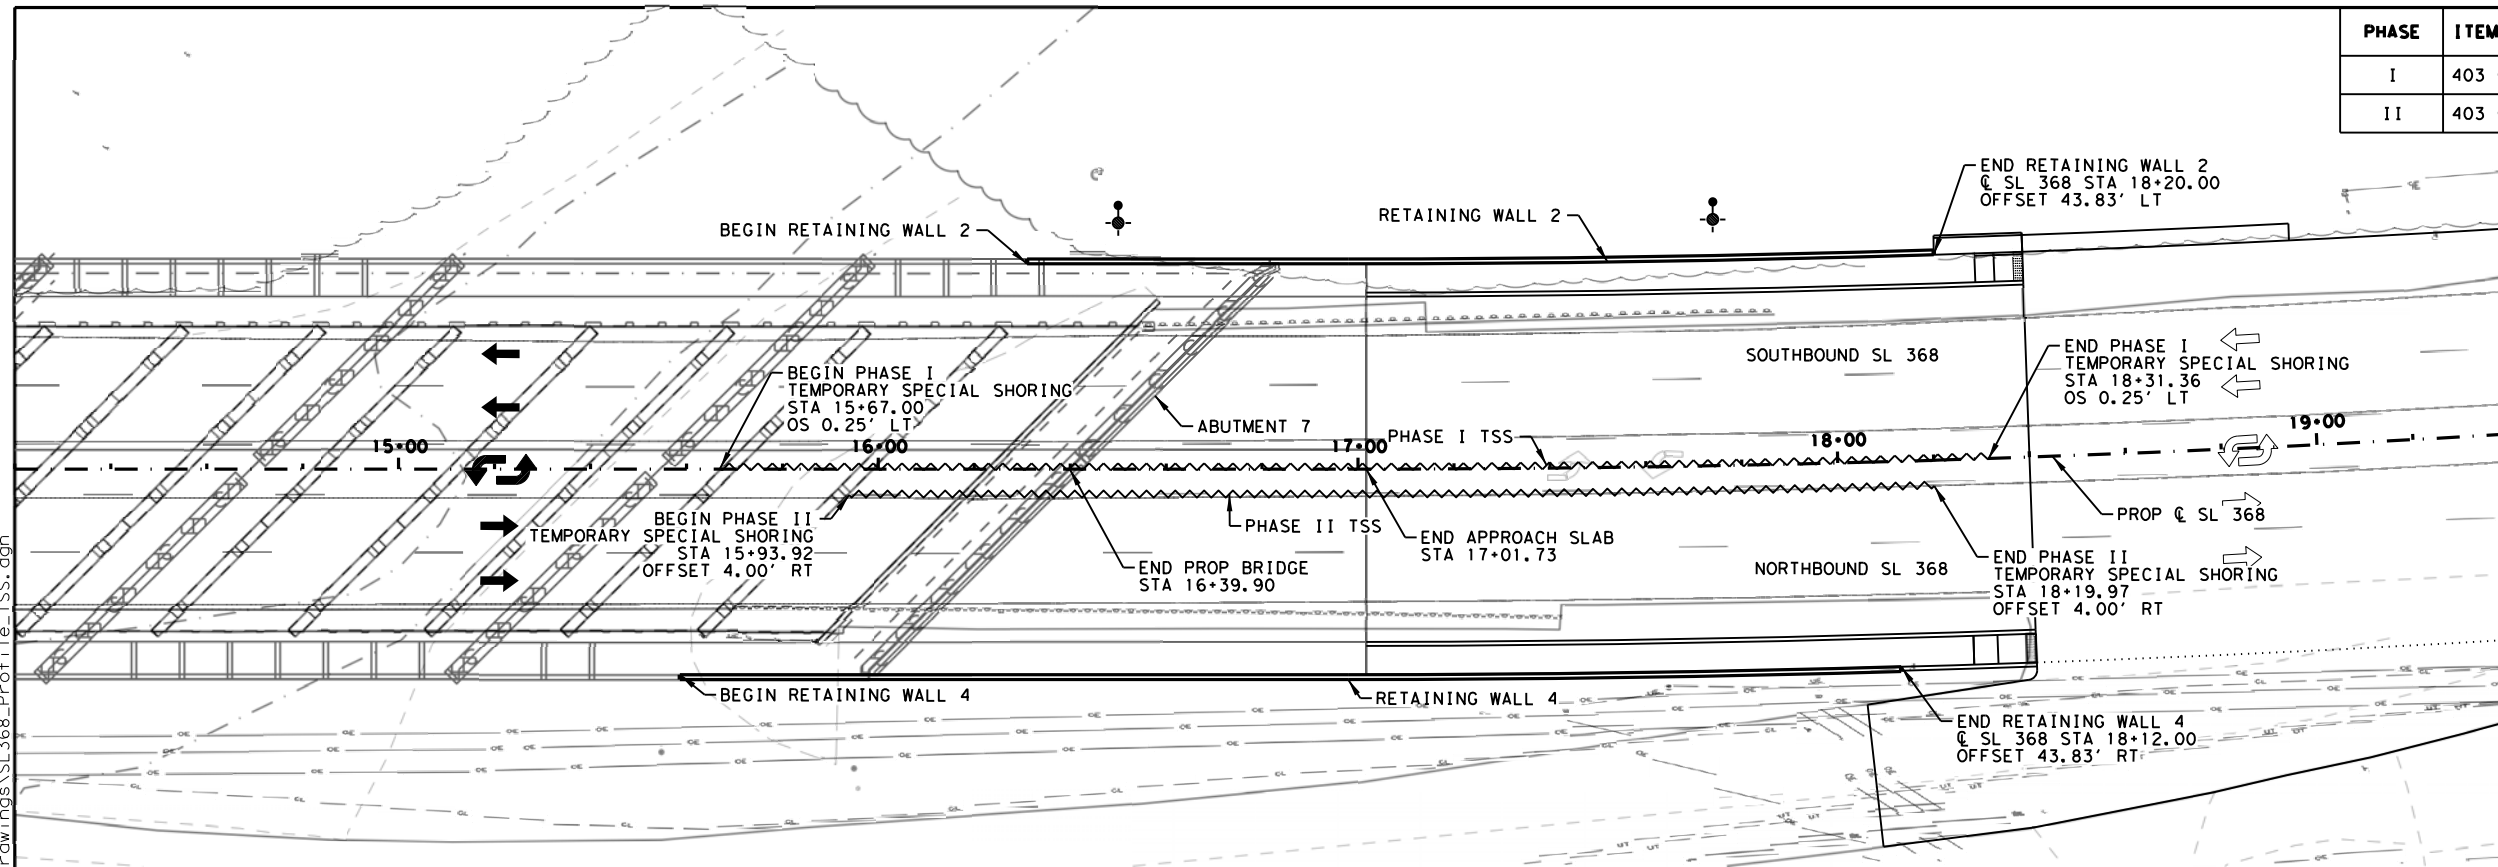 PHASE
ITEM
I
403
II
403
END RETAINING WALL 2
℄ SL 368 STA 18+20.00
OFFSET 43.83' LT
RETAINING WALL 2
BEGIN RETAINING WALL 2
SOUTHBOUND SL 368
END PHASE I
TEMPORARY SPECIAL SHORING
STA 18+31.36
OS 0.25' LT
BEGIN PHASE I
TEMPORARY SPECIAL SHORING
STA 15+67.00
OS 0.25' LT
ABUTMENT 7
PHASE I TSS
15+00
16+00
17+00
18+00
19+00
BEGIN PHASE II
TEMPORARY SPECIAL SHORING
STA 15+93.92
OFFSET 4.00' RT
PHASE II TSS
END APPROACH SLAB
STA 17+01.73
PROP ℄ SL 368
END PROP BRIDGE
STA 16+39.90
NORTHBOUND SL 368
END PHASE II
TEMPORARY SPECIAL SHORING
STA 18+19.97
OFFSET 4.00' RT
BEGIN RETAINING WALL 4
RETAINING WALL 4
END RETAINING WALL 4
℄ SL 368 STA 18+12.00
OFFSET 43.83' RT
rawings\SL368_Profile_TSS.dgn